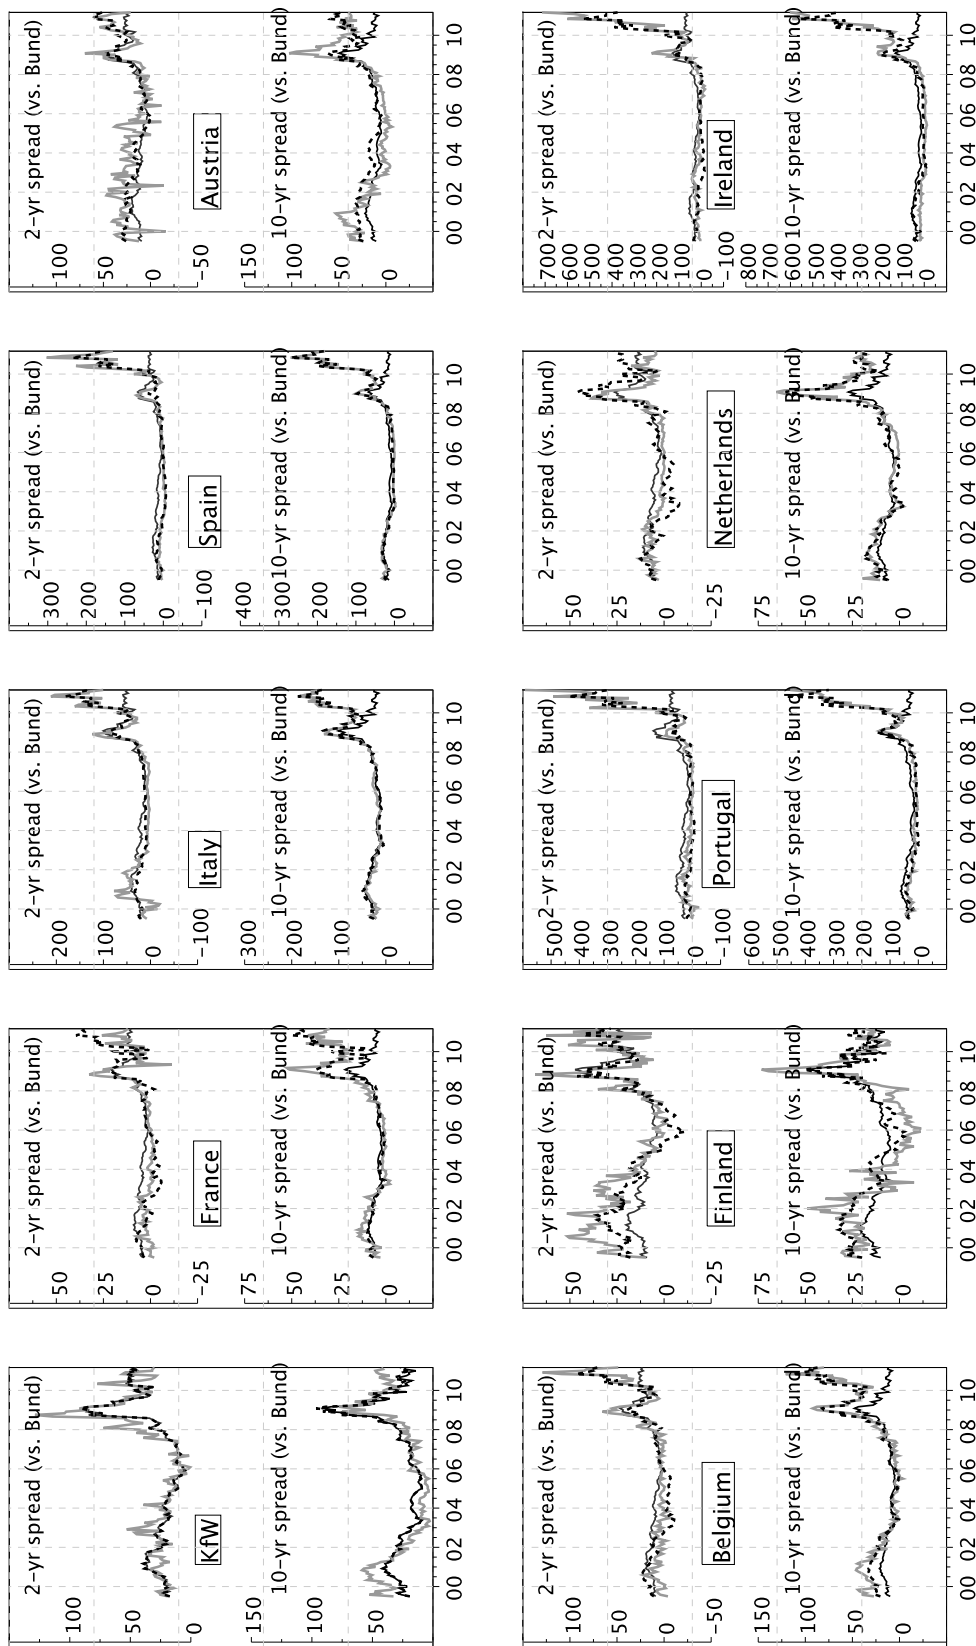 2−yr spread (vs. Bund)
100
50
0
KfW
10−yr spread (vs. Bund)
150
100
50
00 02 04 06 08 10
2−yr spread (vs. Bund)
50
25
0
−25
France
10−yr spread (vs. Bund)
75
50
25
0
00 02 04 06 08 10
2−yr spread (vs. Bund)
200
100
0
−100
Italy
10−yr spread (vs. Bund)
300
200
100
0
00 02 04 06 08 10
2−yr spread (vs. Bund)
300
200
100
0
−100
Spain
10−yr spread (vs. Bund)
400
300
200
100
0
00 02 04 06 08 10
2−yr spread (vs. Bund)
100
50
0
−50
Austria
10−yr spread (vs. Bund)
150
100
50
0
00 02 04 06 08 10
2−yr spread (vs. Bund)
100
50
0
−50
Belgium
10−yr spread (vs. Bund)
150
100
50
0
00 02 04 06 08 10
2−yr spread (vs. Bund)
50
25
0
−25
Finland
10−yr spread (vs. Bund)
75
50
25
0
00 02 04 06 08 10
2−yr spread (vs. Bund)
500
400
300
200
100
0
−100
Portugal
10−yr spread (vs. Bund)
600
500
400
300
200
100
0
00 02 04 06 08 10
2−yr spread (vs. Bund)
50
25
0
−25
Netherlands
10−yr spread (vs. Bund)
75
50
25
0
00 02 04 06 08 10
2−yr spread (vs. Bund)
700
600
500
400
300
200
100
0
−100
Ireland
10−yr spread (vs. Bund)
800
700
600
500
400
300
200
100
0
00 02 04 06 08 10